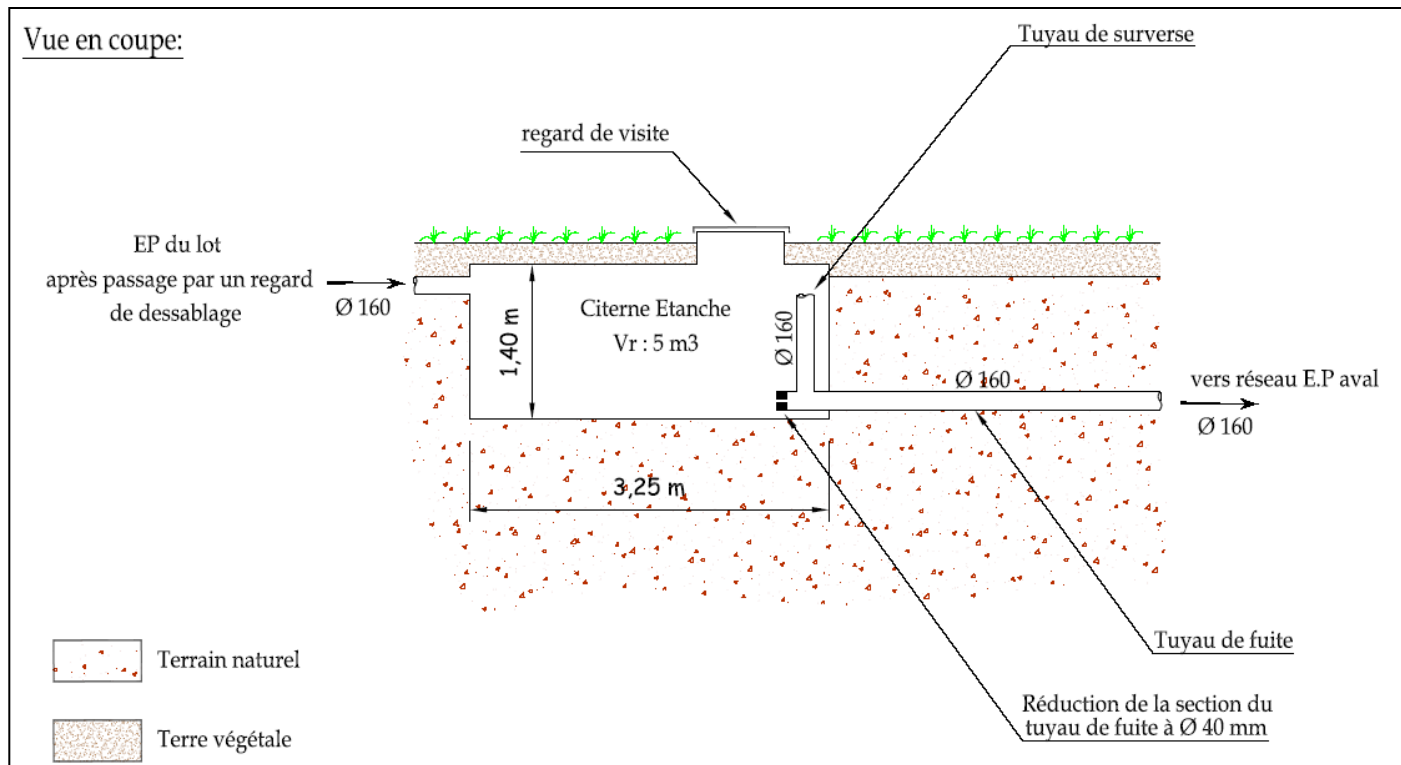 Vue en coupe:
Tuyau de surverse
regard de visite
EP du lot
après passage par un regard
de dessablage
Ø 160
1,40 m
Citerne Etanche
Vr : 5 m3
Ø 160
Ø 160
vers réseau E.P aval
Ø 160
3,25 m
Tuyau de fuite
Réduction de la section du
tuyau de fuite à Ø 40 mm
Terrain naturel
Terre végétale